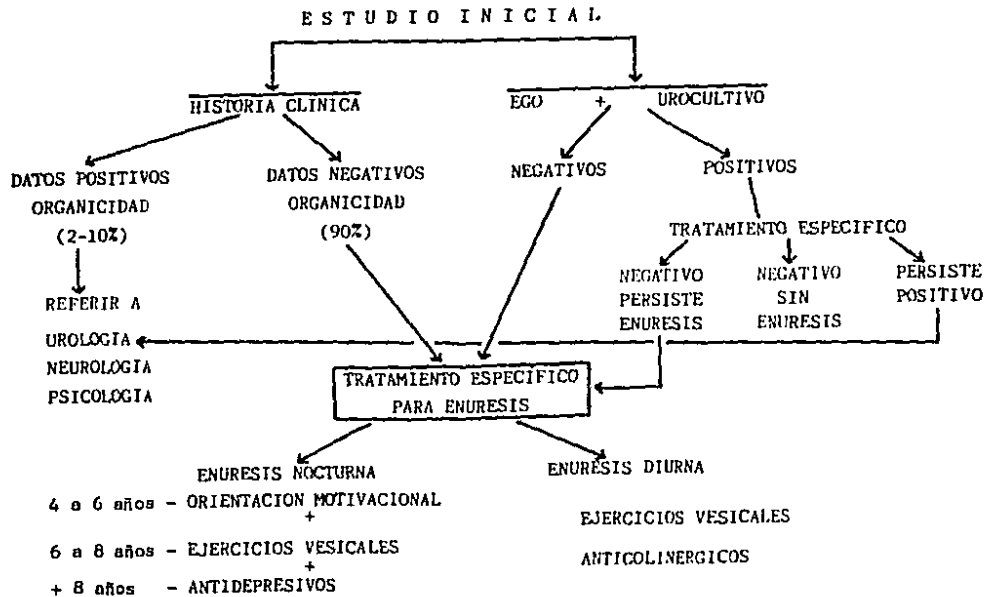 ESTUDIO INICIAL
HISTORIA CLINICA
EGO + UROCULTIVO
DATOS POSITIVOS
ORGANICIDAD
(2-10%)
DATOS NEGATIVOS
ORGANICIDAD
(90%)
NEGATIVOS
POSITIVOS
TRATAMIENTO ESPECIFICO
NEGATIVO
PERSISTE
ENURESIS
NEGATIVO
SIN
ENURESIS
PERSISTE
POSITIVO
REFERIR A
UROLOGIA
NEUROLOGIA
PSICOLOGIA
TRATAMIENTO ESPECIFICO
PARA ENURESIS
ENURESIS NOCTURNA
4 a 6 años - ORIENTACION MOTIVACIONAL
+
6 a 8 años - EJERCICIOS VESICALES
+
+ 8 años - ANTIDEPRESIVOS
ENURESIS DIURNA
EJERCICIOS VESICALES
ANTICOLINERGICOS